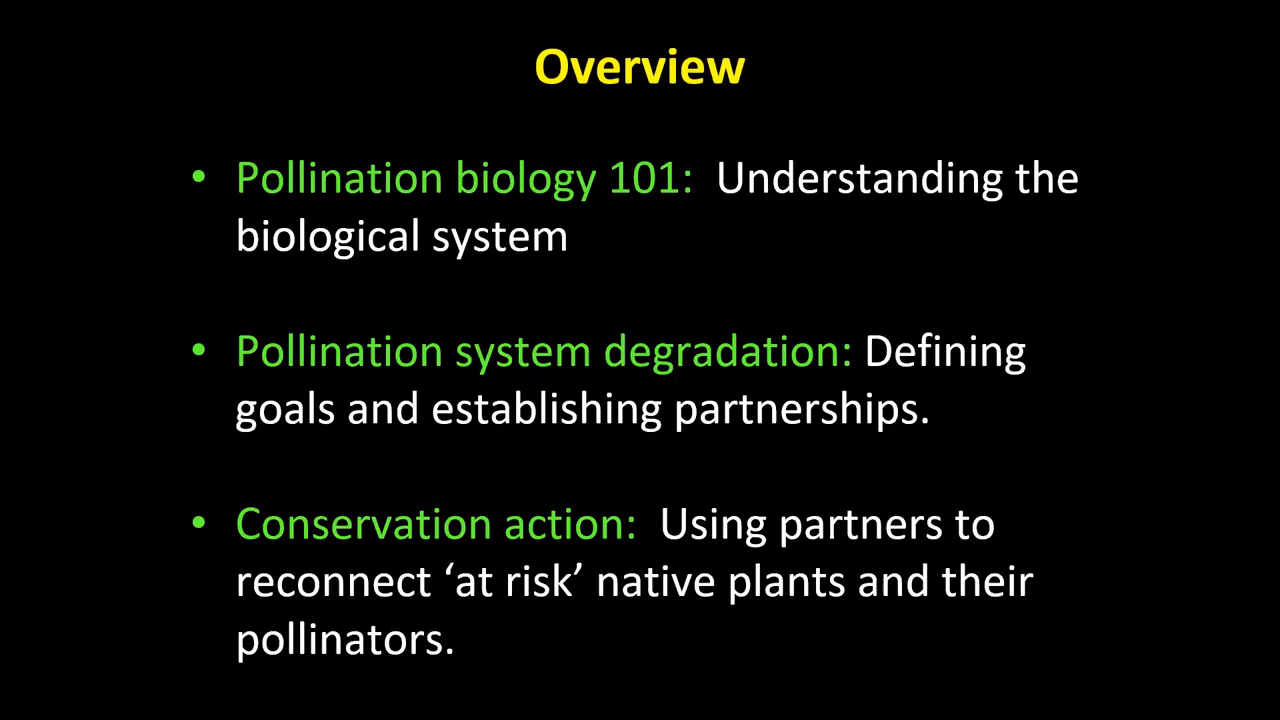 Overview
• Pollination biology 101:  Understanding the
biological system
• Pollination system degradation: Defining
goals and establishing partnerships.
• Conservation action:  Using partners to
reconnect ‘at risk’ native plants and their
pollinators.